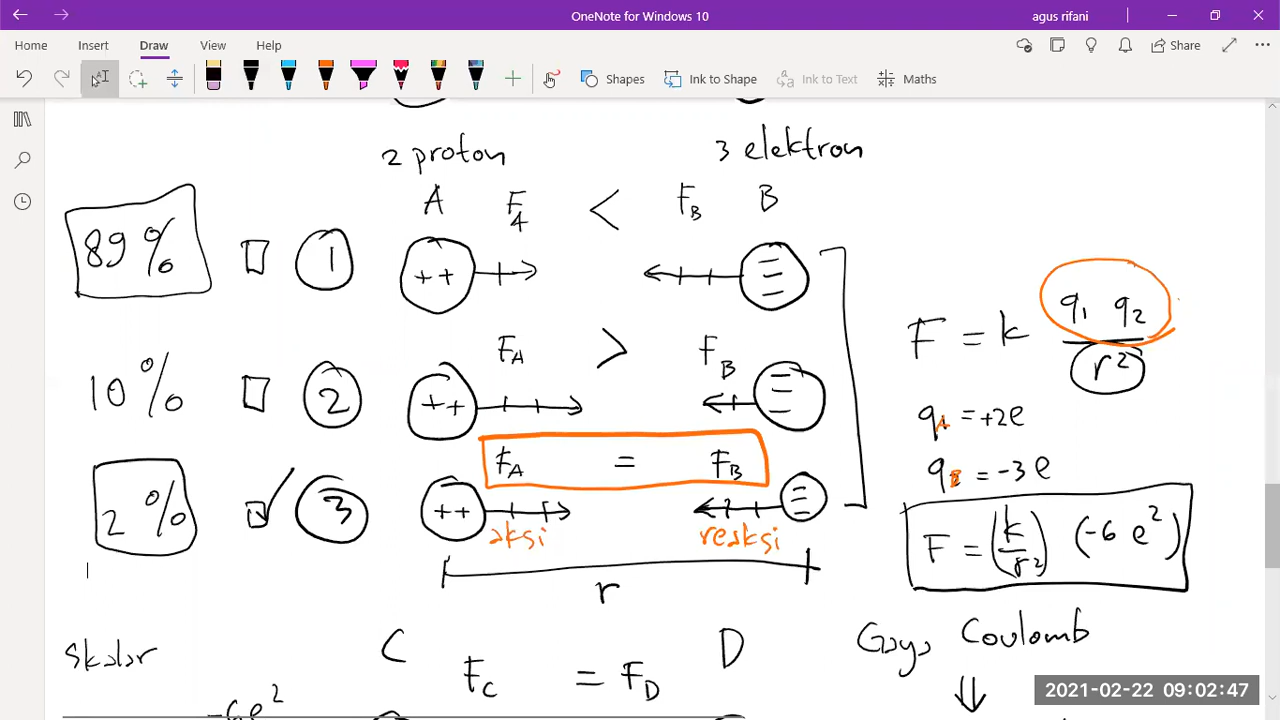 OneNote for Windows 10
agus rifani
Home Insert Draw View Help
Share
Shapes Ink to Shape Ink to Text Maths
2 proton 3 elektron
A F4 < FB B
89 % 1 ++
FA > FB
10 % 2 ++
FA = FB
2 % 3 ++
aksi reaksi
r
F = k q1 q2
r2
qA = +2e
qB = -3e
F = (k/r2) (-6 e2)
Gaya Coulomb
Skalar
C FC = FD D
-6e2
2021-02-22 09:02:47